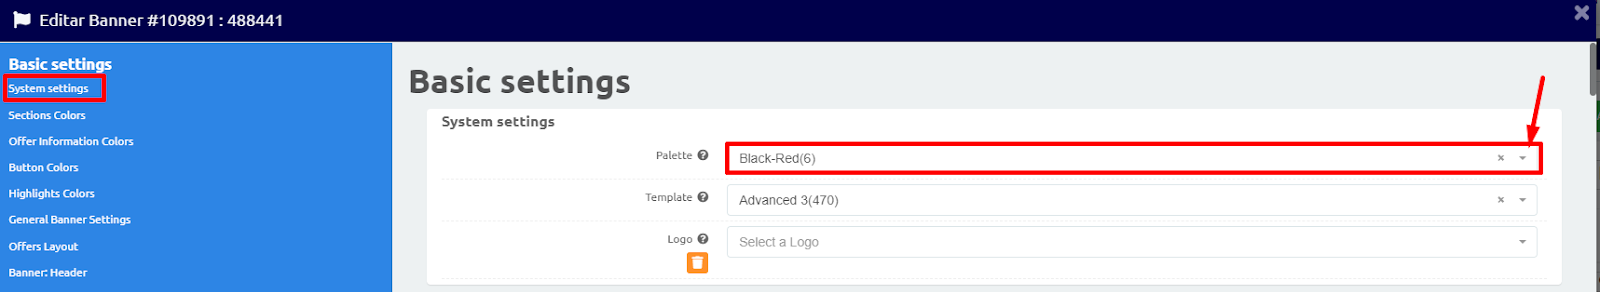 Editar Banner #109891 : 488441
Basic settings
System settings
Sections Colors
Offer Information Colors
Button Colors
Highlights Colors
General Banner Settings
Offers Layout
Banner: Header
Basic settings
System settings
Palette
Black-Red(6)
Template
Advanced 3(470)
Logo
Select a Logo